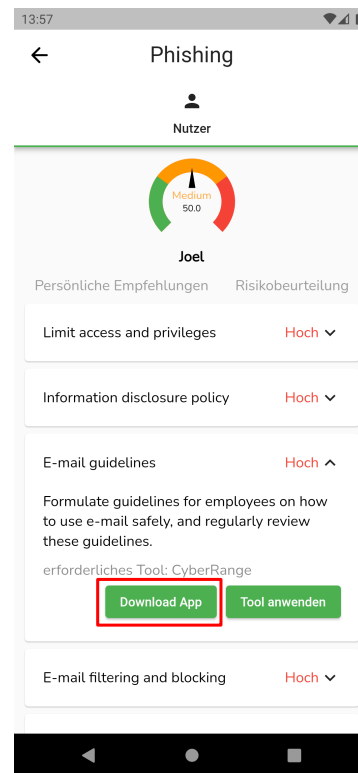 13:57
Phishing
Nutzer
Medium
50.0
Joel
Persönliche Empfehlungen Risikobeurteilung
Limit access and privileges Hoch
Information disclosure policy Hoch
E-mail guidelines Hoch
Formulate guidelines for employees on how
to use e-mail safely, and regularly review
these guidelines.
erforderliches Tool: CyberRange
Download App Tool anwenden
E-mail filtering and blocking Hoch